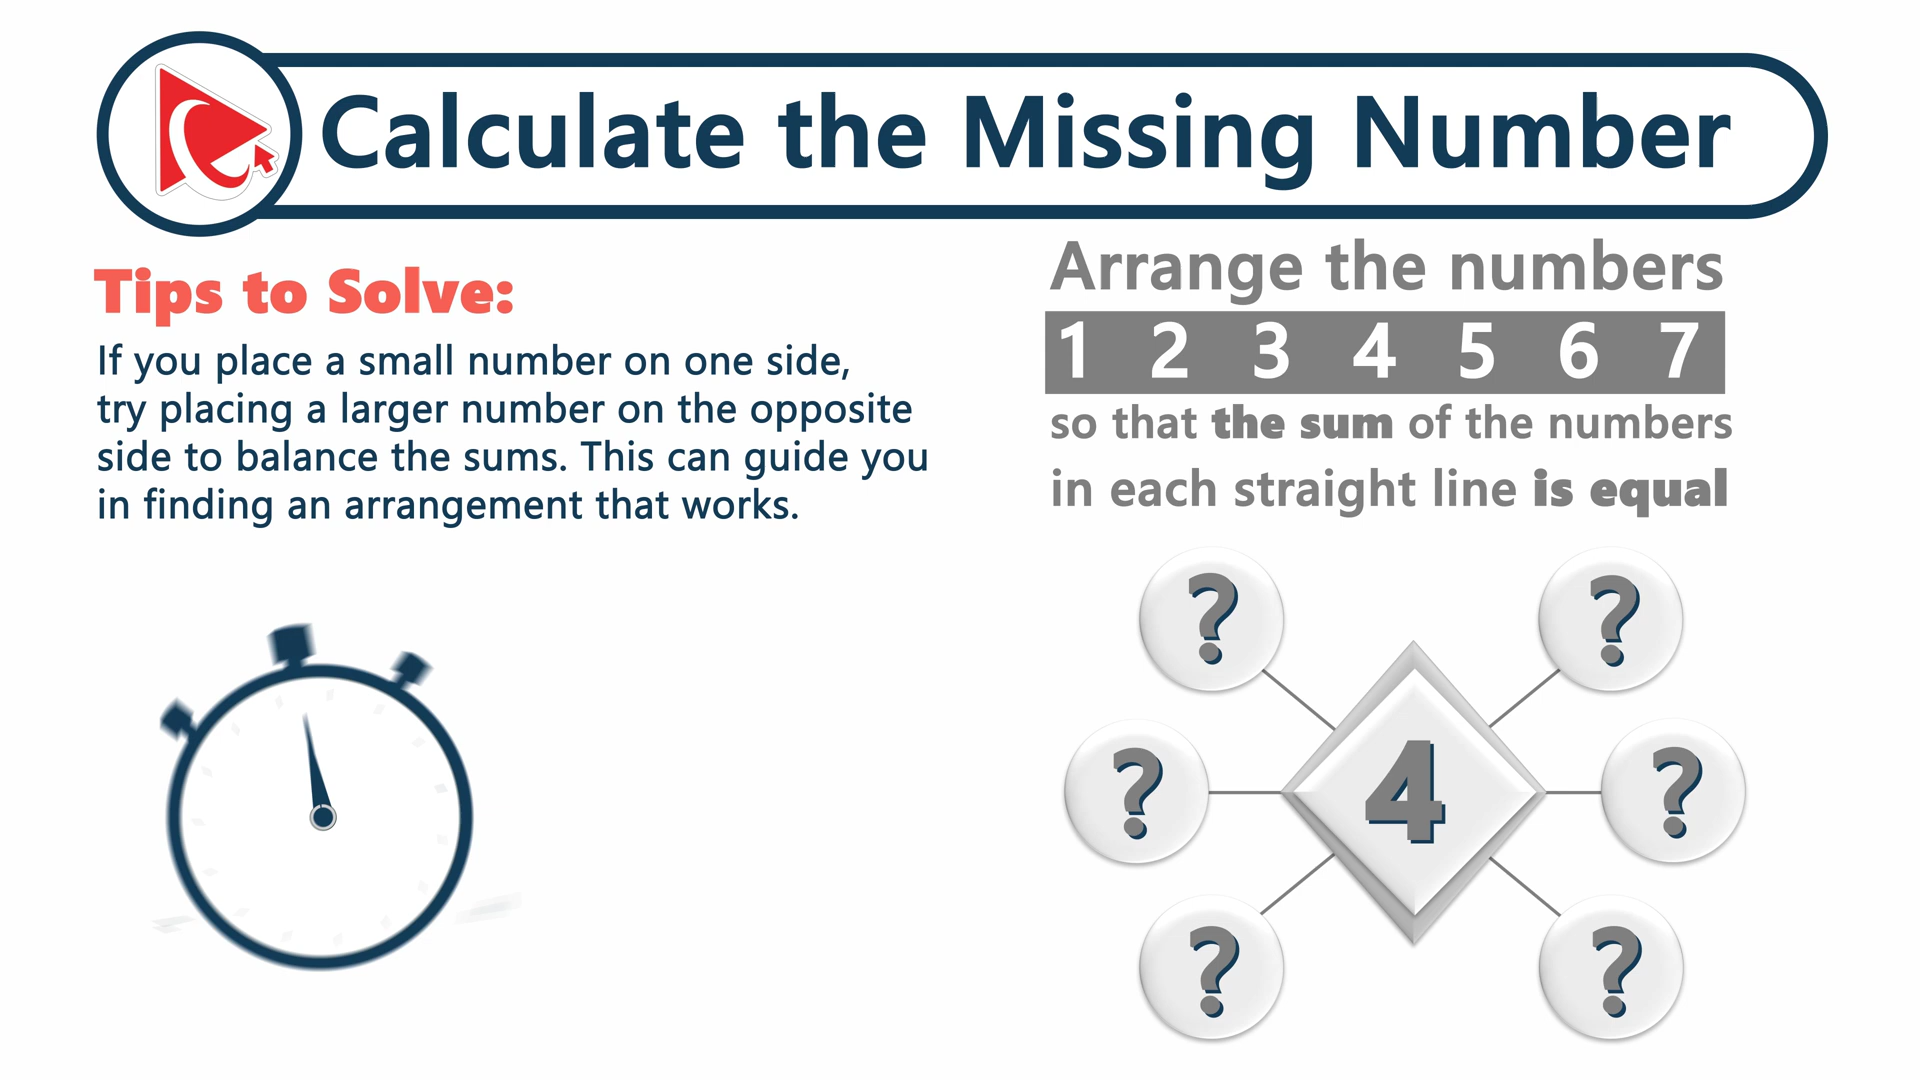 Calculate the Missing Number
Tips to Solve:
If you place a small number on one side,
try placing a larger number on the opposite
side to balance the sums. This can guide you
in finding an arrangement that works.
Arrange the numbers
1 2 3 4 5 6 7
so that the sum of the numbers
in each straight line is equal
? ?
? 4 ?
? ?